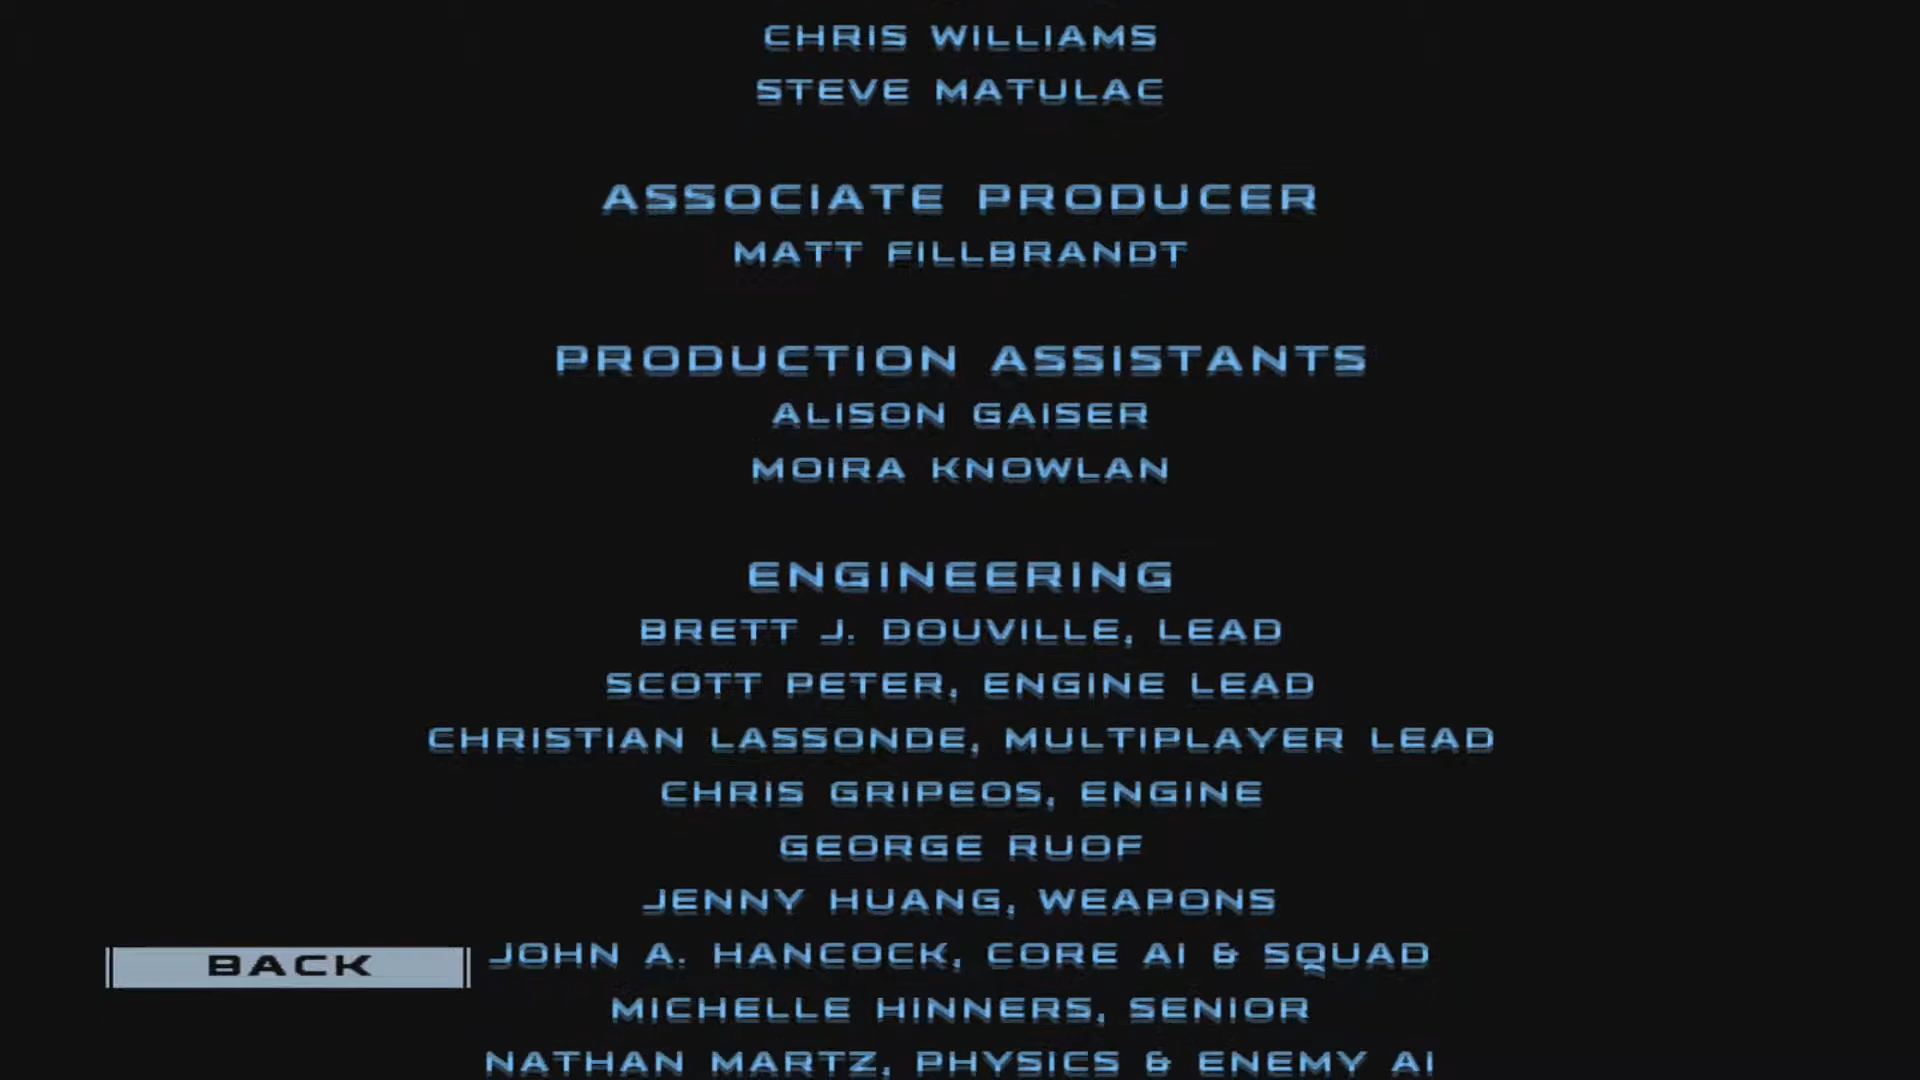 CHRIS WILLIAMS
STEVE MATULAC
ASSOCIATE PRODUCER
MATT FILLBRANDT
PRODUCTION ASSISTANTS
ALISON GAISER
MOIRA KNOWLAN
ENGINEERING
BRETT J. DOUVILLE, LEAD
SCOTT PETER, ENGINE LEAD
CHRISTIAN LASSONDE, MULTIPLAYER LEAD
CHRIS GRIPEOS, ENGINE
GEORGE RUOF
JENNY HUANG, WEAPONS
JOHN A. HANCOCK, CORE AI & SQUAD
BACK
MICHELLE HINNERS, SENIOR
NATHAN MARTZ, PHYSICS & ENEMY AI